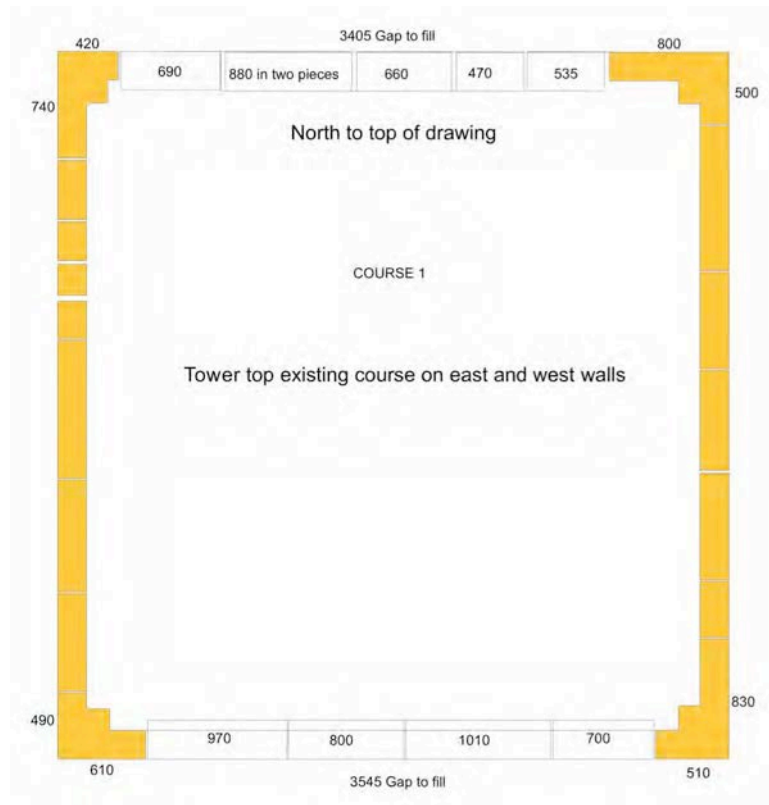 3405 Gap to fill
420
800
690
880 in two pieces
660
470
535
740
500
North to top of drawing
COURSE 1
Tower top existing course on east and west walls
490
830
970
800
1010
700
610
510
3545 Gap to fill